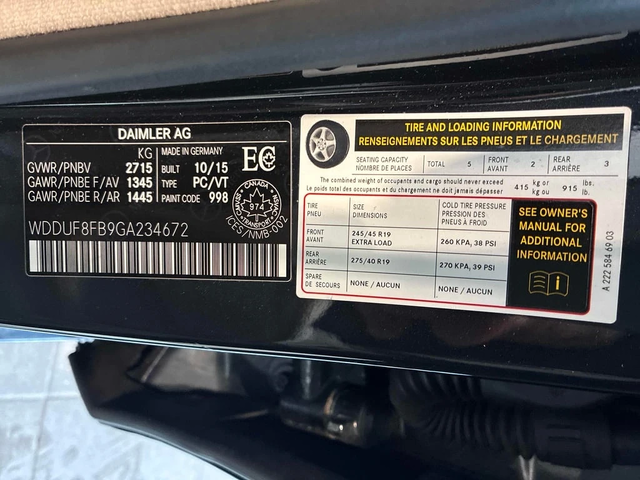 DAIMLER AG
KG MADE IN GERMANY
GVWR/PNBV 2715 BUILT 10/15
GAWR/PNBE F/AV 1345 TYPE PC/VT
GAWR/PNBE R/AR 1445 PAINT CODE 998
EC
CANADA
974
TRANSPORT
ICES/NMB-002
WDDUF8FB9GA234672
TIRE AND LOADING INFORMATION
RENSEIGNEMENTS SUR LES PNEUS ET LE CHARGEMENT
SEATING CAPACITY
NOMBRE DE PLACES
TOTAL 5
FRONT
AVANT 2
REAR
ARRIÈRE 3
The combined weight of occupants and cargo should never exceed
Le poids total des occupants et du chargement ne doit jamais dépasser
415 kg or
kg ou
915 lbs.
lb.
TIRE
PNEU
SIZE
DIMENSIONS
COLD TIRE PRESSURE
PRESSION DES
PNEUS À FROID
FRONT
AVANT
245/45 R19
EXTRA LOAD
260 KPA, 38 PSI
REAR
ARRIÈRE
275/40 R19
270 KPA, 39 PSI
SPARE
DE SECOURS
NONE / AUCUN
NONE / AUCUN
SEE OWNER'S
MANUAL FOR
ADDITIONAL
INFORMATION
A 222 584 69 03